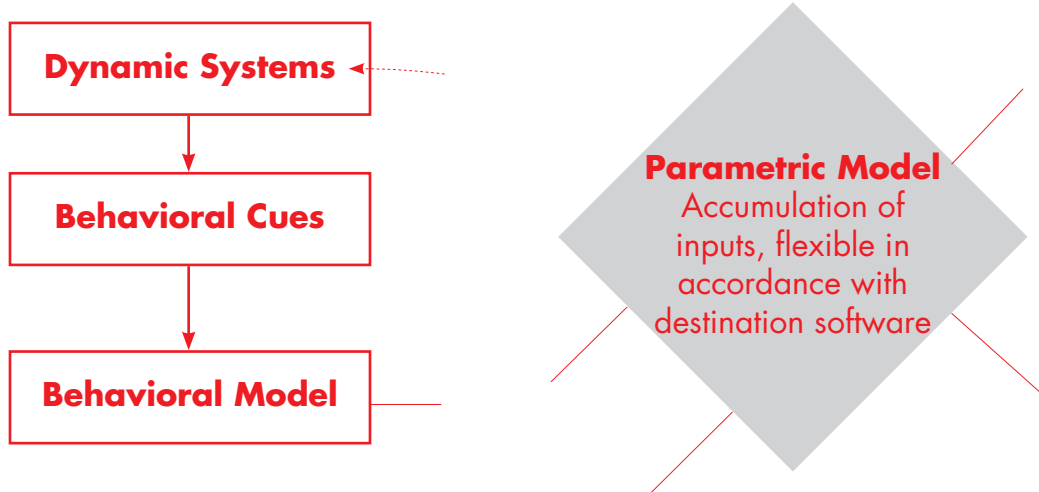 Dynamic Systems
Behavioral Cues
Behavioral Model
Parametric Model
Accumulation of
inputs, flexible in
accordance with
destination software